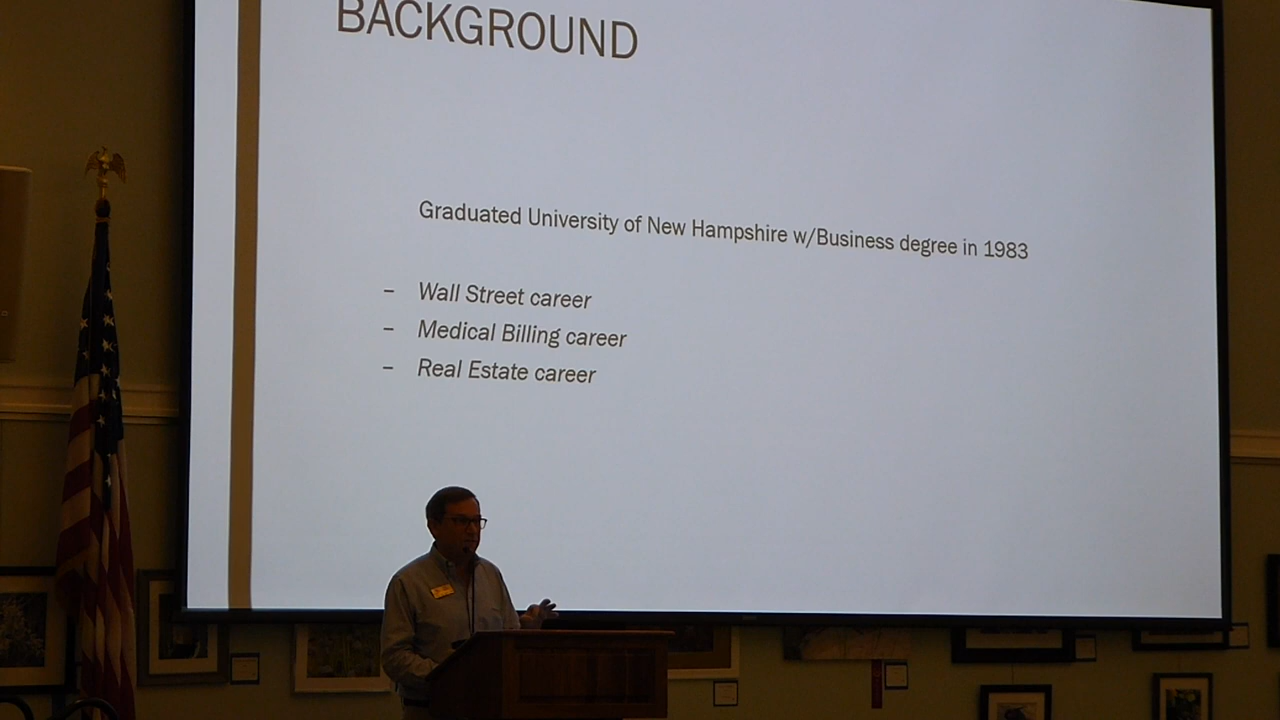 BACKGROUND
Graduated University of New Hampshire w/Business degree in 1983
– Wall Street career
– Medical Billing career
– Real Estate career